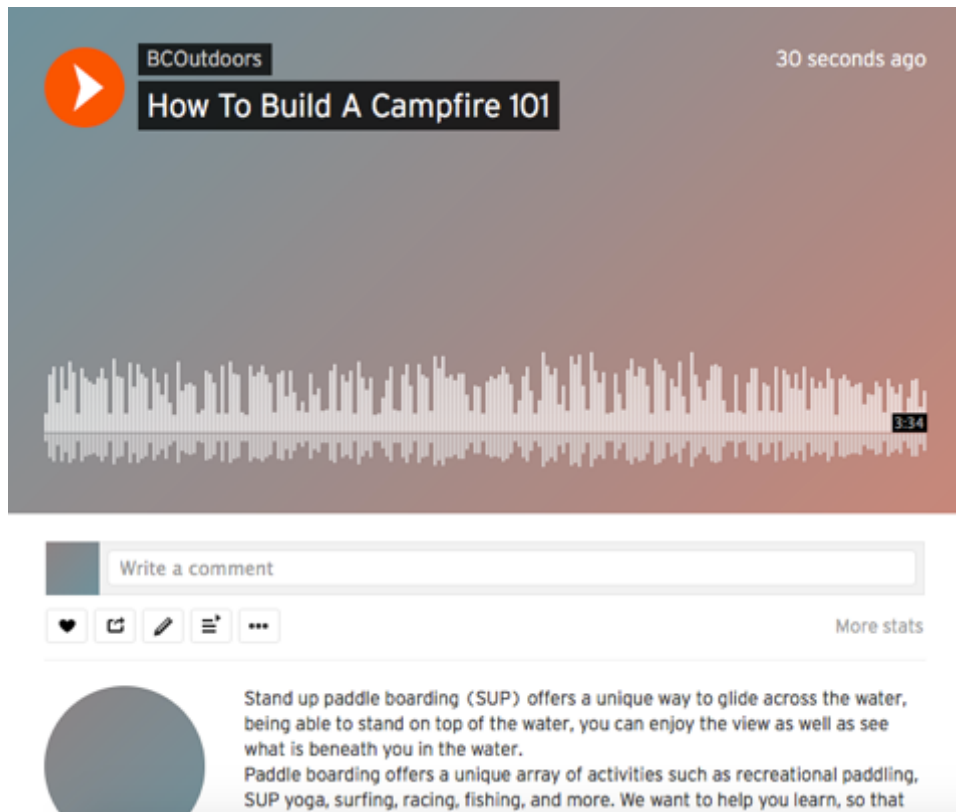 BCOutdoors
30 seconds ago
How To Build A Campfire 101
3:34
Write a comment
More stats
Stand up paddle boarding (SUP) offers a unique way to glide across the water,
being able to stand on top of the water, you can enjoy the view as well as see
what is beneath you in the water.
Paddle boarding offers a unique array of activities such as recreational paddling,
SUP yoga, surfing, racing, fishing, and more. We want to help you learn, so that